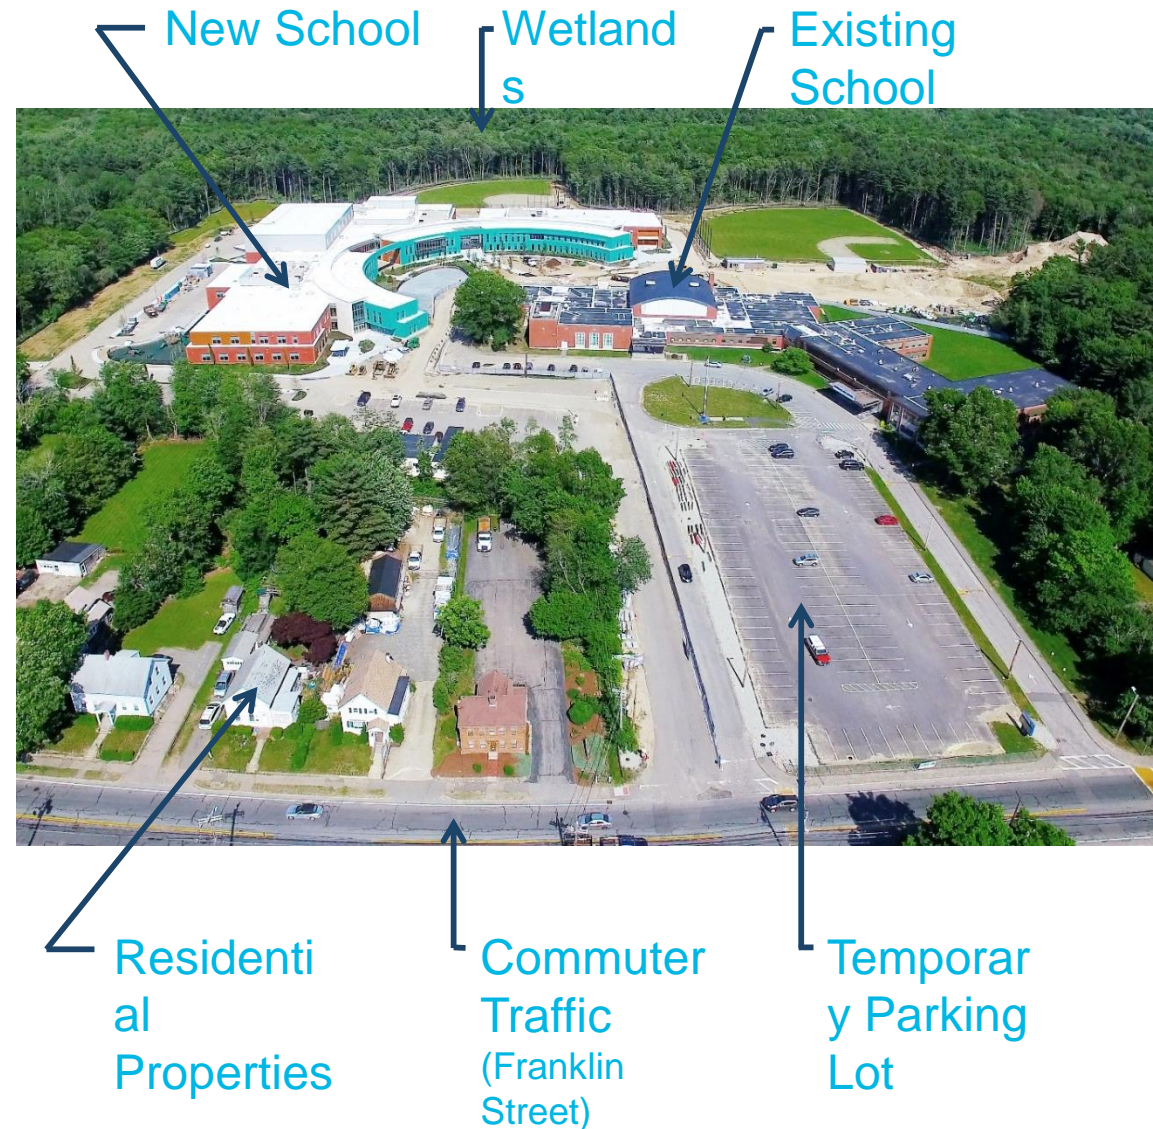 New School
Wetland
s
Existing
School
Residenti
al
Properties
Commuter
Traffic
(Franklin
Street)
Temporar
y Parking
Lot